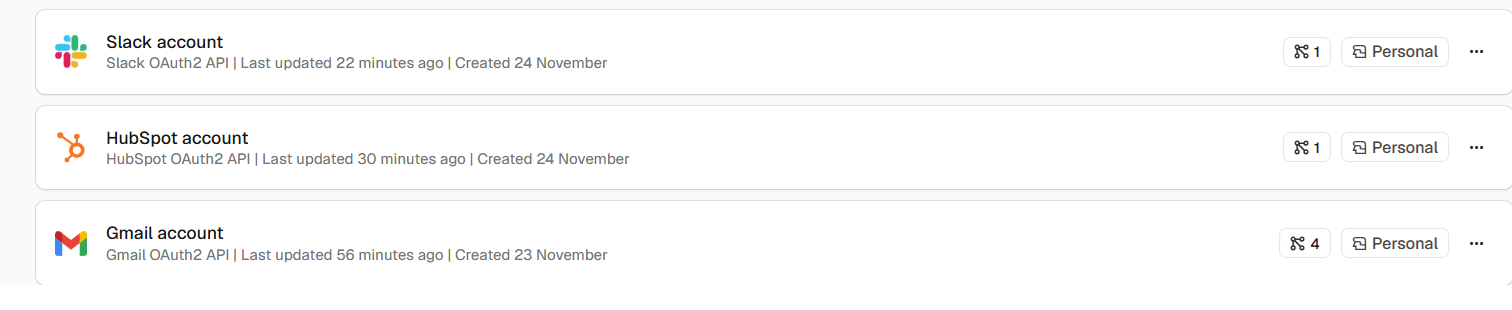 Slack account
Slack OAuth2 API | Last updated 22 minutes ago | Created 24 November
1
Personal
HubSpot account
HubSpot OAuth2 API | Last updated 30 minutes ago | Created 24 November
1
Personal
Gmail account
Gmail OAuth2 API | Last updated 56 minutes ago | Created 23 November
4
Personal